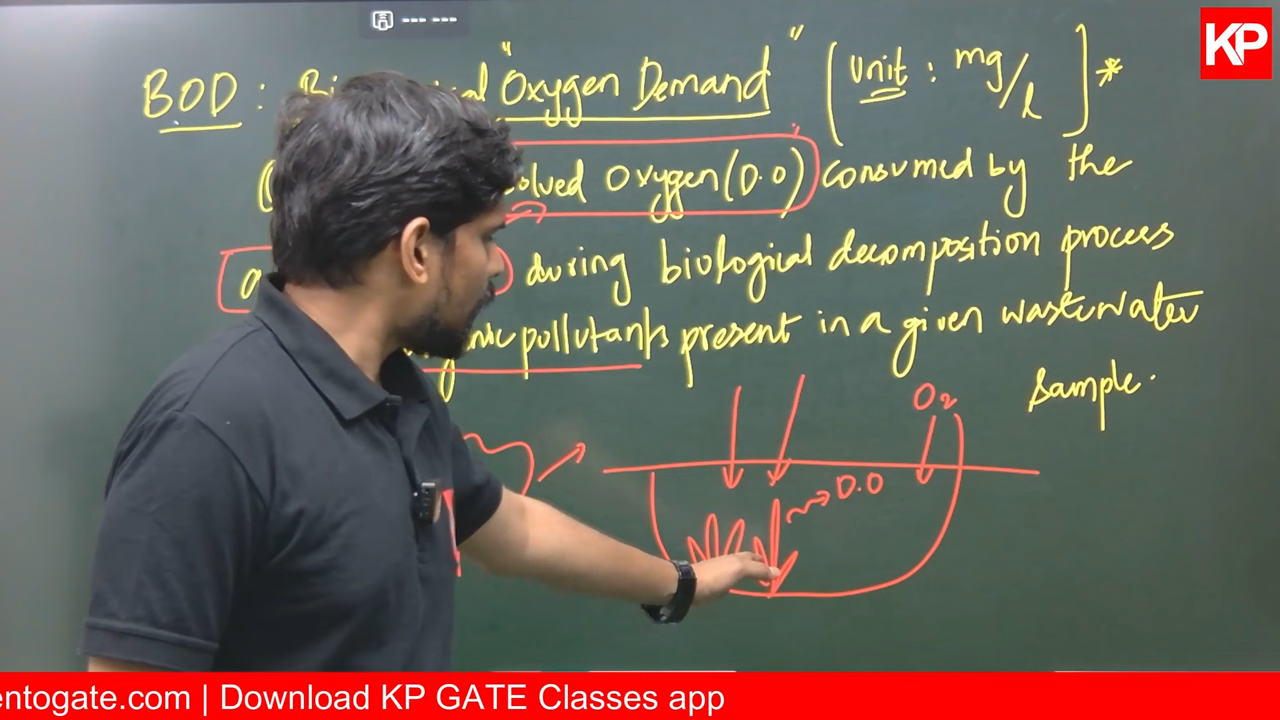 KP
BOD : "Oxygen Demand" [unit : mg/l] *
Oxygen (D.O) consumed by the
during biological decomposition process
pollutants present in a given wastewater
sample.
O2
D.O
entogate.com | Download KP GATE Classes app